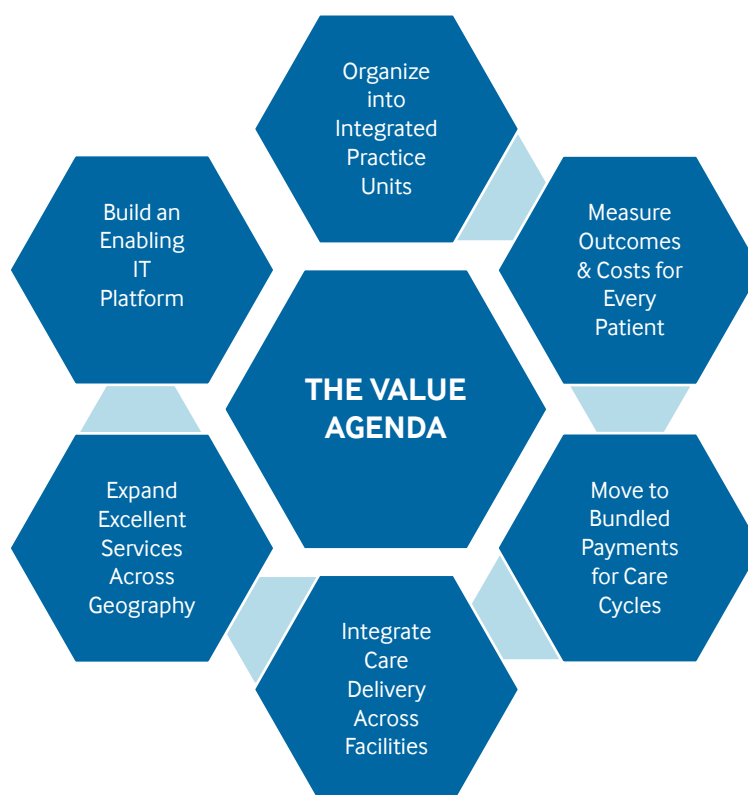 Organize
into
Integrated
Practice
Units
Measure
Outcomes
& Costs for
Every
Patient
Move to
Bundled
Payments
for Care
Cycles
Integrate
Care
Delivery
Across
Facilities
Expand
Excellent
Services
Across
Geography
Build an
Enabling
IT
Platform
THE VALUE
AGENDA